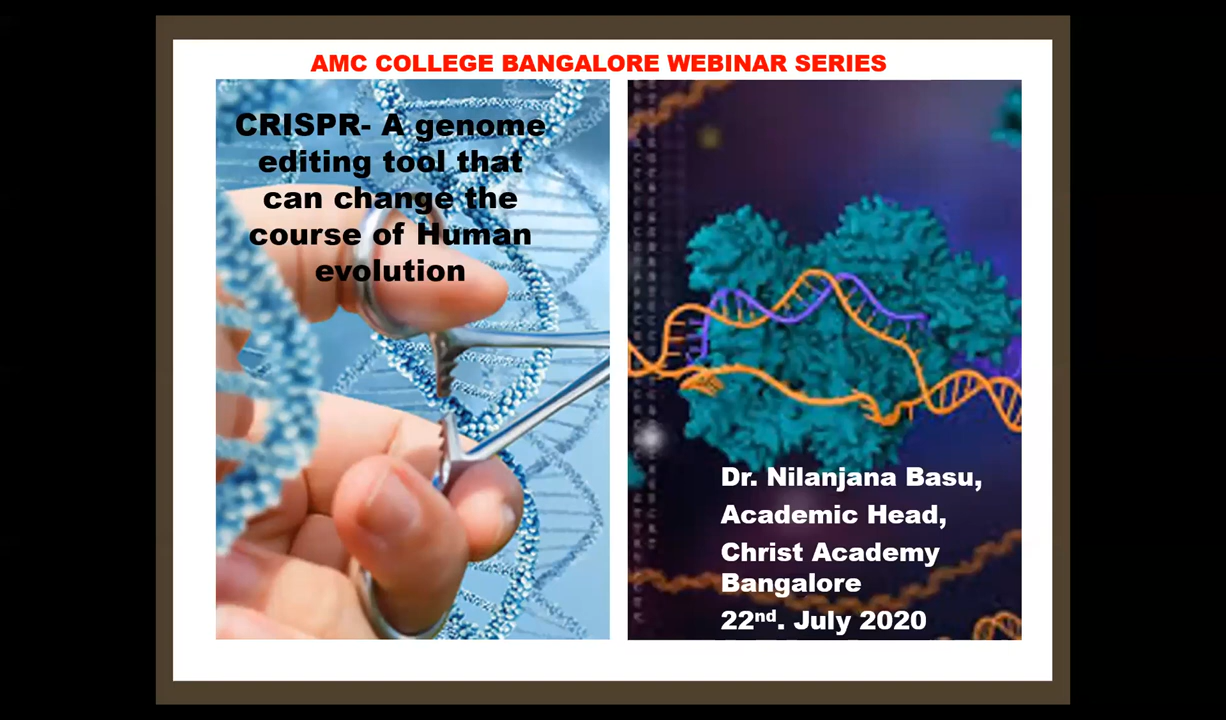 AMC COLLEGE BANGALORE WEBINAR SERIES
CRISPR- A genome
editing tool that
can change the
course of Human
evolution
Dr. Nilanjana Basu,
Academic Head,
Christ Academy
Bangalore
22nd. July 2020